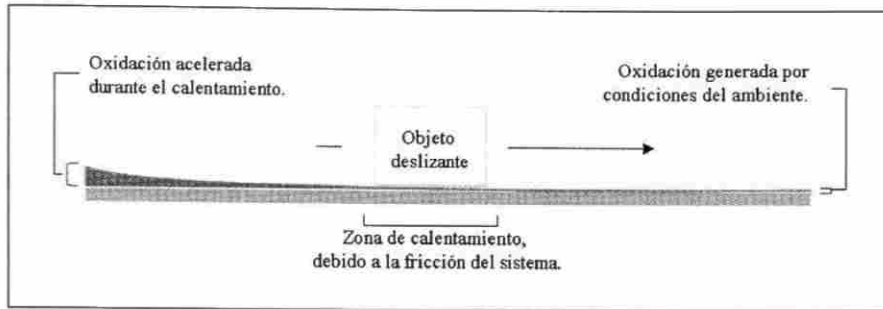 Oxidación acelerada
durante el calentamiento.
Oxidación generada por
condiciones del ambiente.
Objeto
deslizante
Zona de calentamiento,
debido a la fricción del sistema.